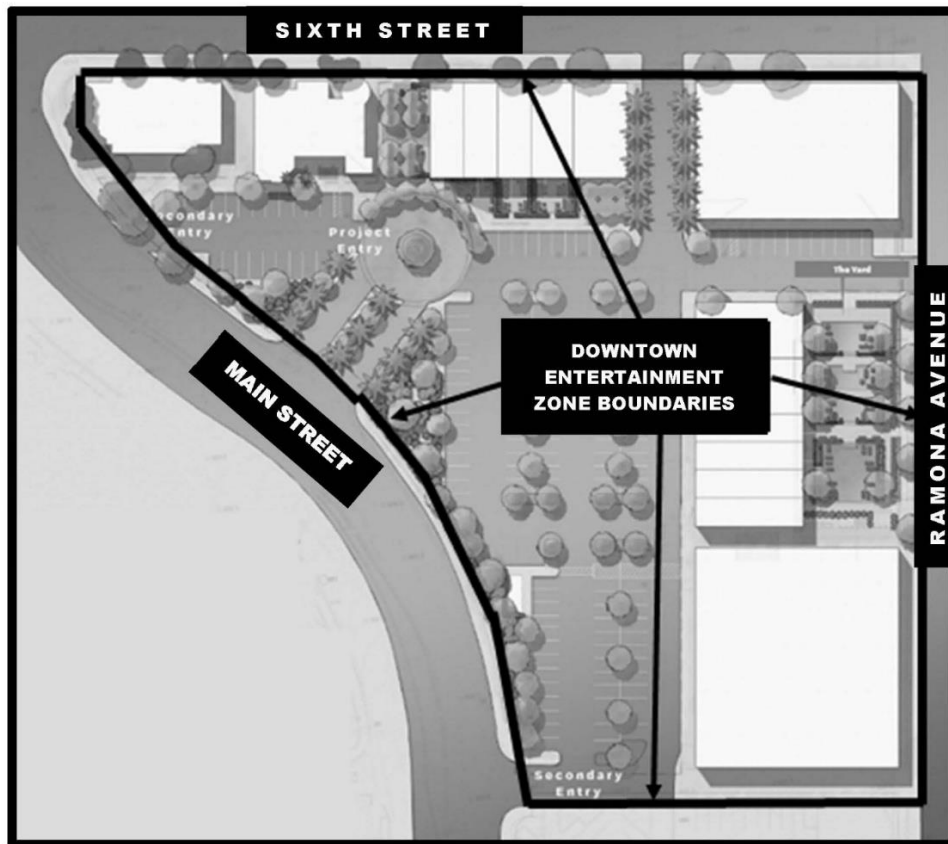 SIXTH STREET
Secondary
Entry
Project
Entry
The Yard
DOWNTOWN
ENTERTAINMENT
ZONE BOUNDARIES
MAIN STREET
RAMONA AVENUE
Secondary
Entry